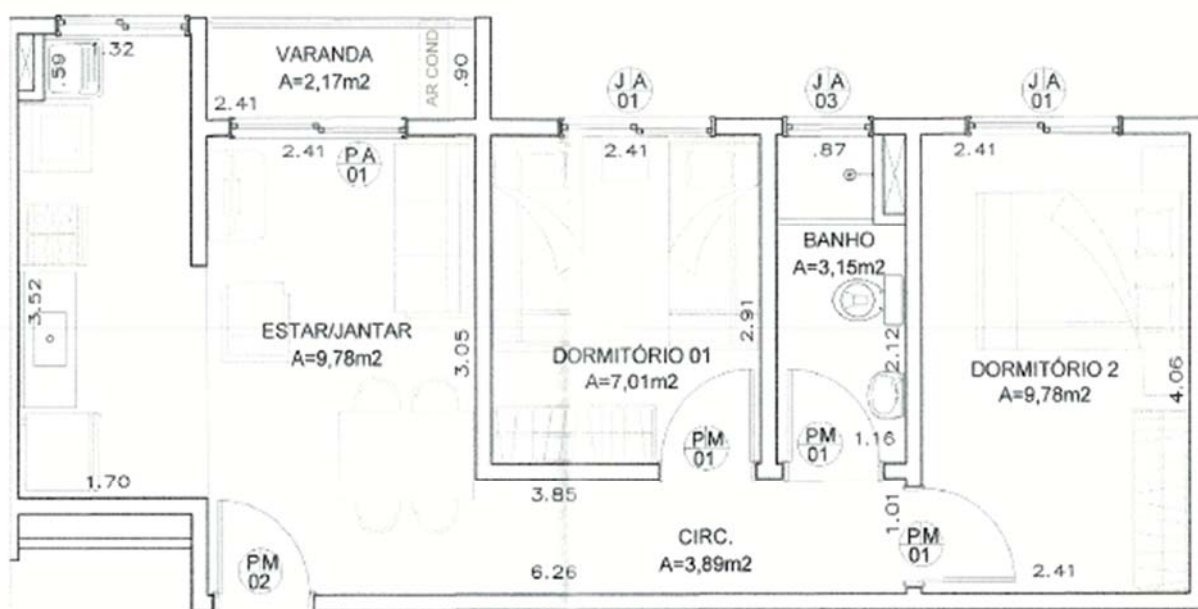 1.32
.59
VARANDA
A=2,17m2
AR COND
.90
2.41
J A
01
J A
03
J A
01
2.41
P A
01
2.41
.87
2.41
BANHO
A=3,15m2
3.52
ESTAR/JANTAR
A=9,78m2
3.05
2.91
DORMITÓRIO 01
A=7,01m2
2.12
DORMITÓRIO 2
A=9,78m2
4.06
PM
01
PM
01
1.16
1.70
3.85
1.01
CIRC.
A=3,89m2
PM
01
PM
02
6.26
2.41